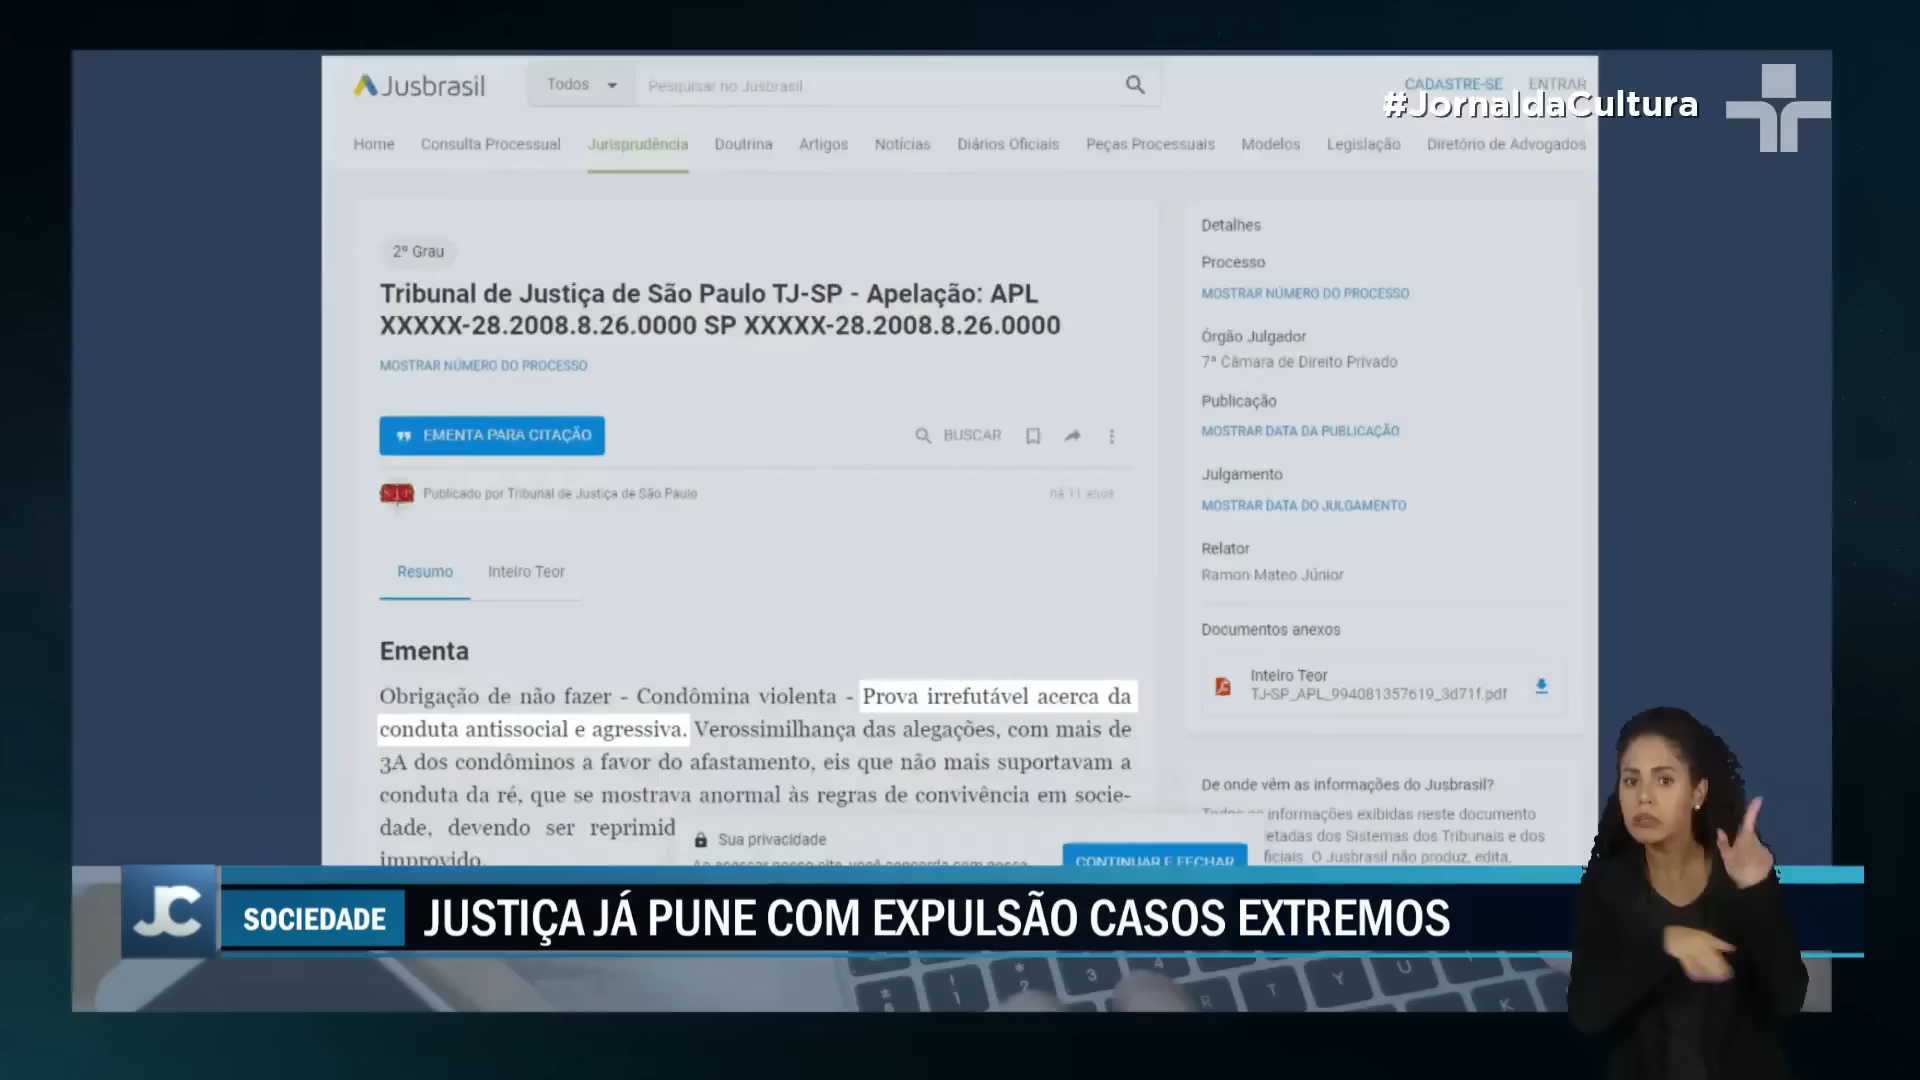 Jusbrasil
Todos
Pesquisar no Jusbrasil
CADASTRE-SE
ENTRAR
#JornaldaCultura
Home
Consulta Processual
Jurisprudência
Doutrina
Artigos
Notícias
Diários Oficiais
Peças Processuais
Modelos
Legislação
Diretório de Advogados
2º Grau
Tribunal de Justiça de São Paulo TJ-SP - Apelação: APL
XXXXX-28.2008.8.26.0000 SP XXXXX-28.2008.8.26.0000
MOSTRAR NÚMERO DO PROCESSO
EMENTA PARA CITAÇÃO
BUSCAR
Publicado por Tribunal de Justiça de São Paulo
há 11 anos
Resumo
Inteiro Teor
Ementa
Obrigação de não fazer - Condômina violenta - Prova irrefutável acerca da
conduta antissocial e agressiva. Verossimilhança das alegações, com mais de
3A dos condôminos a favor do afastamento, eis que não mais suportavam a
conduta da ré, que se mostrava anormal às regras de convivência em socie-
dade, devendo ser reprimid
improvido.
Detalhes
Processo
MOSTRAR NÚMERO DO PROCESSO
Órgão Julgador
7ª Câmara de Direito Privado
Publicação
MOSTRAR DATA DA PUBLICAÇÃO
Julgamento
MOSTRAR DATA DO JULGAMENTO
Relator
Ramon Mateo Júnior
Documentos anexos
Inteiro Teor
TJ-SP_APL_994081357619_3d71f.pdf
De onde vêm as informações do Jusbrasil?
informações exibidas neste documento
letadas dos Sistemas dos Tribunais e dos
ficiais. O Jusbrasil não produz, edita,
Sua privacidade
CONTINUAR E FECHAR
JC
SOCIEDADE
JUSTIÇA JÁ PUNE COM EXPULSÃO CASOS EXTREMOS
3
4
R
T
Y
U
K